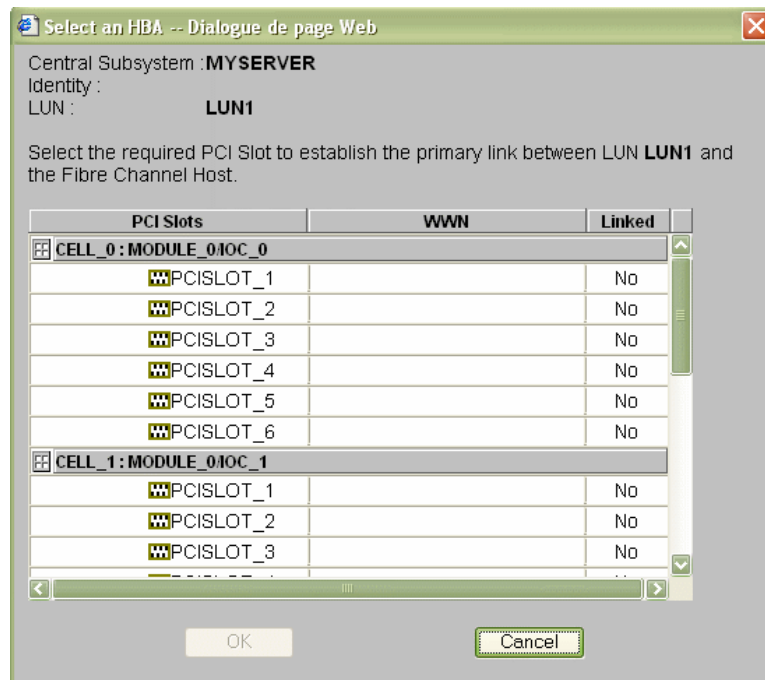 Select an HBA -- Dialogue de page Web
Central Subsystem : MYSERVER
Identity :
LUN : LUN1
Select the required PCI Slot to establish the primary link between LUN LUN1 and
the Fibre Channel Host.
PCI Slots WWN Linked
CELL_0 : MODULE_0/IOC_0
PCISLOT_1 No
PCISLOT_2 No
PCISLOT_3 No
PCISLOT_4 No
PCISLOT_5 No
PCISLOT_6 No
CELL_1 : MODULE_0/IOC_1
PCISLOT_1 No
PCISLOT_2 No
PCISLOT_3 No
OK Cancel